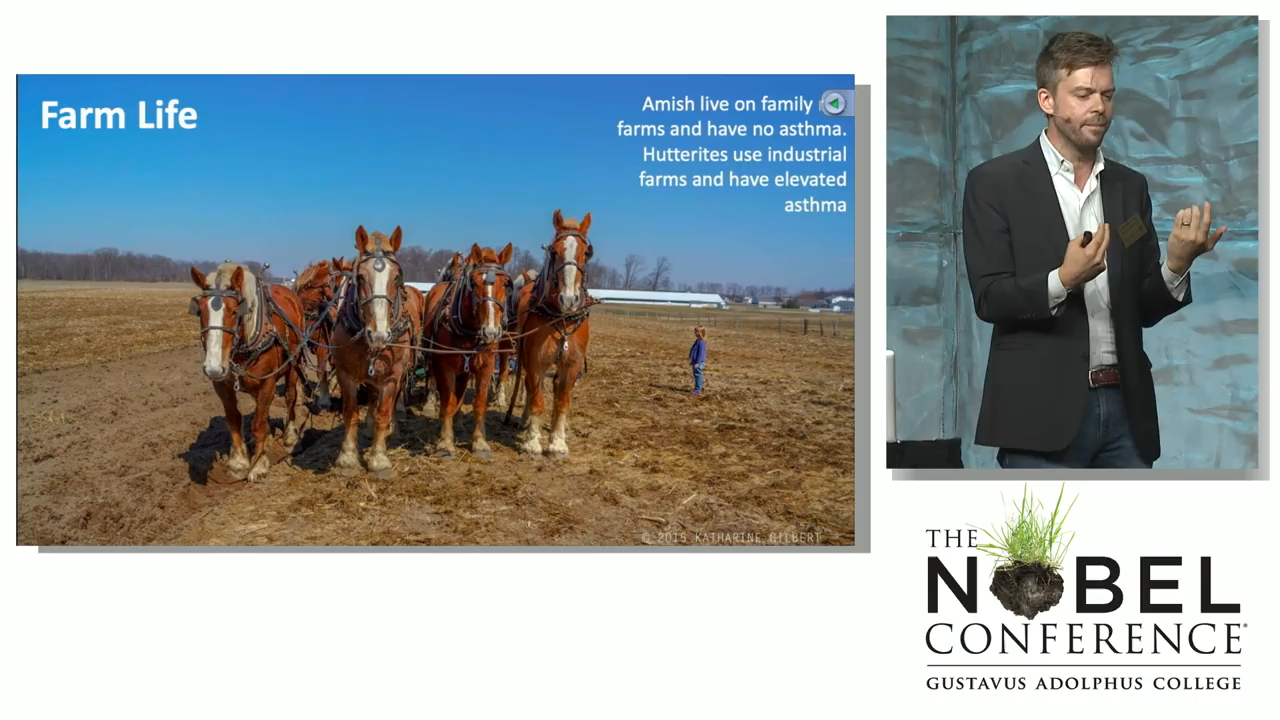 Farm Life
Amish live on family
farms and have no asthma.
Hutterites use industrial
farms and have elevated
asthma
© 2015 KATHARINE GILBERT
THE
NOBEL
CONFERENCE®
GUSTAVUS ADOLPHUS COLLEGE